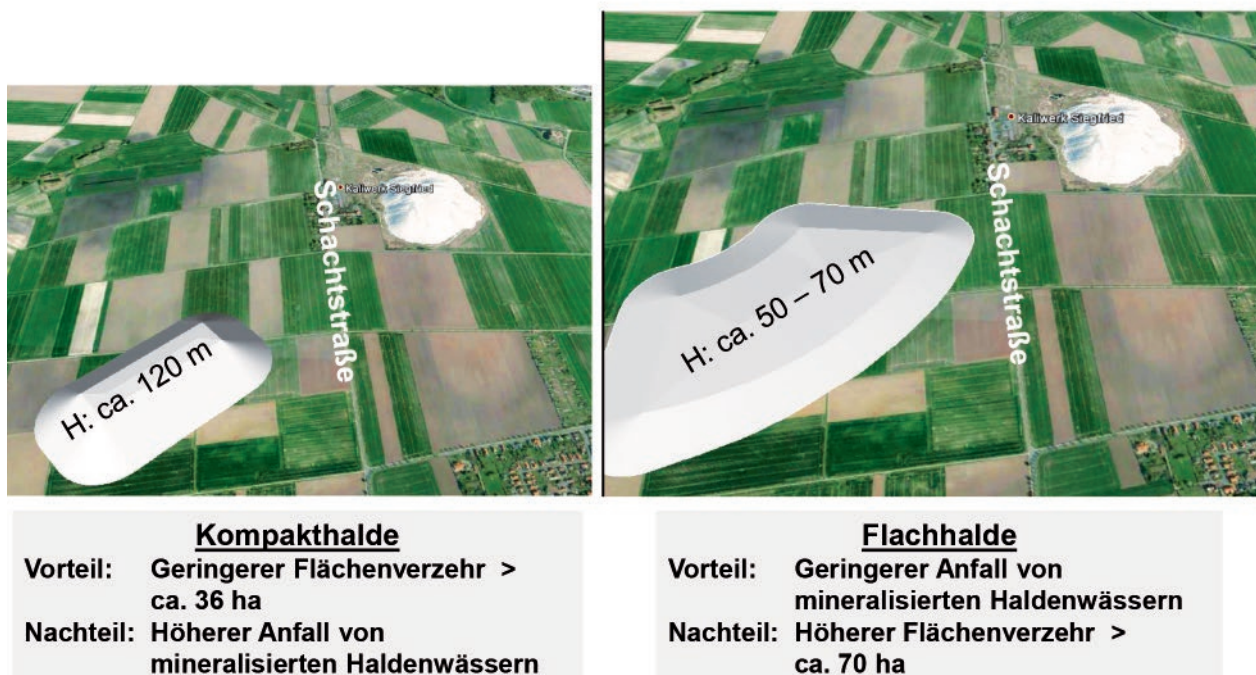 Kaliwerk Siegfried
Schachtstraße
H: ca. 120 m
Kaliwerk Siegfried
Schachtstraße
H: ca. 50 – 70 m
Kompakthalde
Vorteil: Geringerer Flächenverzehr >
ca. 36 ha
Nachteil: Höherer Anfall von
mineralisierten Haldenwässern
Flachhalde
Vorteil: Geringerer Anfall von
mineralisierten Haldenwässern
Nachteil: Höherer Flächenverzehr >
ca. 70 ha